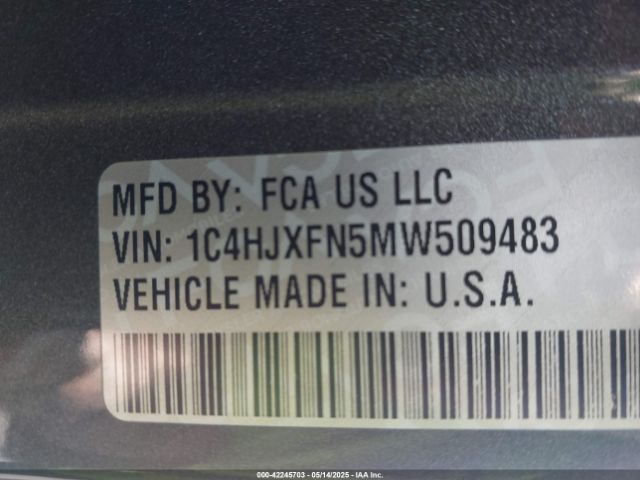 MFD BY: FCA US LLC
VIN: 1C4HJXFN5MW509483
VEHICLE MADE IN: U.S.A.
000-42245703 - 05/14/2025 - IAA Inc.